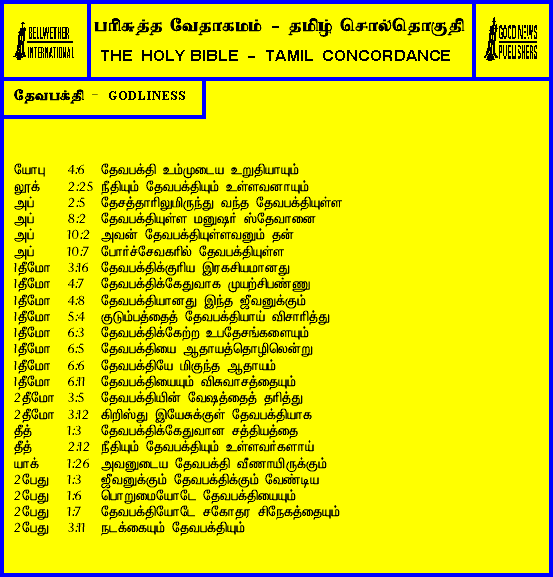 BELLWETHER
INTERNATIONAL
பரிசுத்த வேதாகமம் - தமிழ் சொல்தொகுதி
THE HOLY BIBLE - TAMIL CONCORDANCE
GOOD NEWS
PUBLISHERS
தேவபக்தி - GODLINESS
யோபு 4:6 தேவபக்தி உம்முடைய உறுதியாயும்
லூக் 2:25 நீதியும் தேவபக்தியும் உள்ளவனாயும்
அப் 2:5 தேசத்தாரிலுமிருந்து வந்த தேவபக்தியுள்ள
அப் 8:2 தேவபக்தியுள்ள மனுஷர் ஸ்தேவானை
அப் 10:2 அவன் தேவபக்தியுள்ளவனும் தன்
அப் 10:7 போர்ச்சேவகரில் தேவபக்தியுள்ள
1தீமோ 3:16 தேவபக்திக்குரிய இரகசியமானது
1தீமோ 4:7 தேவபக்திக்கேதுவாக முயற்சிபண்ணு
1தீமோ 4:8 தேவபக்தியானது இந்த ஜீவனுக்கும்
1தீமோ 5:4 குடும்பத்தைத் தேவபக்தியாய் விசாரித்து
1தீமோ 6:3 தேவபக்திக்கேற்ற உபதேசங்களையும்
1தீமோ 6:5 தேவபக்தியை ஆதாயத்தொழிலென்று
1தீமோ 6:6 தேவபக்தியே மிகுந்த ஆதாயம்
1தீமோ 6:11 தேவபக்தியையும் விசுவாசத்தையும்
2தீமோ 3:5 தேவபக்தியின் வேஷத்தைத் தரித்து
2தீமோ 3:12 கிறிஸ்து இயேசுக்குள் தேவபக்தியாக
தீத் 1:3 தேவபக்திக்கேதுவான சத்தியத்தை
தீத் 2:12 நீதியும் தேவபக்தியும் உள்ளவர்களாய்
யாக் 1:26 அவனுடைய தேவபக்தி வீணாயிருக்கும்
2பேது 1:3 ஜீவனுக்கும் தேவபக்திக்கும் வேண்டிய
2பேது 1:6 பொறுமையோடே தேவபக்தியையும்
2பேது 1:7 தேவபக்தியோடே சகோதர சிநேகத்தையும்
2பேது 3:11 நடக்கையும் தேவபக்தியும்